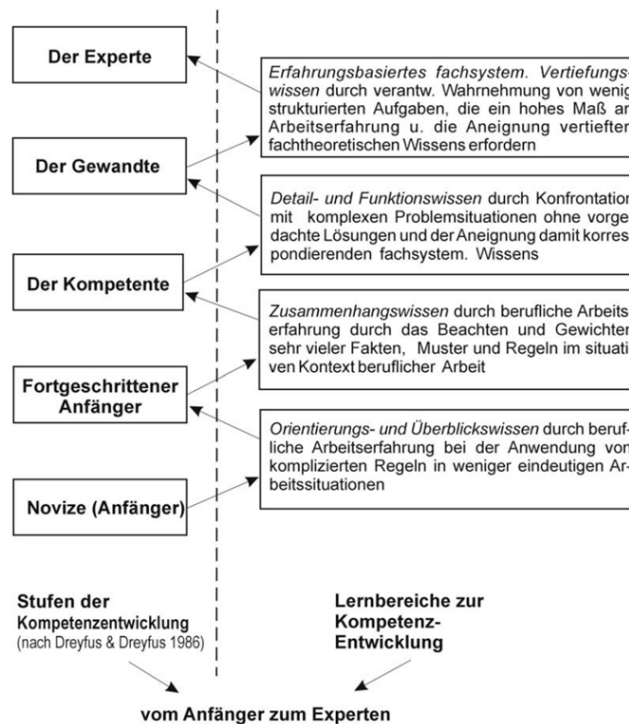 Der Experte
Erfahrungsbasiertes fachsystem. Vertiefungs-
wissen durch verantw. Wahrnehmung von wenig
strukturierten Aufgaben, die ein hohes Maß an
Arbeitserfahrung u. die Aneignung vertiefter
fachtheoretischen Wissens erfordern
Der Gewandte
Detail- und Funktionswissen durch Konfrontation
mit komplexen Problemsituationen ohne vorge-
dachte Lösungen und der Aneignung damit korres-
pondierenden fachsystem. Wissens
Der Kompetente
Zusammenhangswissen durch berufliche Arbeits-
erfahrung durch das Beachten und Gewichten
sehr vieler Fakten, Muster und Regeln im situati-
ven Kontext beruflicher Arbeit
Fortgeschrittener
Anfänger
Orientierungs- und Überblickswissen durch beruf-
liche Arbeitserfahrung bei der Anwendung von
komplizierten Regeln in weniger eindeutigen Ar-
beitssituationen
Novize (Anfänger)
Stufen der
Kompetenzentwicklung
(nach Dreyfus & Dreyfus 1986)
Lernbereiche zur
Kompetenz-
Entwicklung
vom Anfänger zum Experten